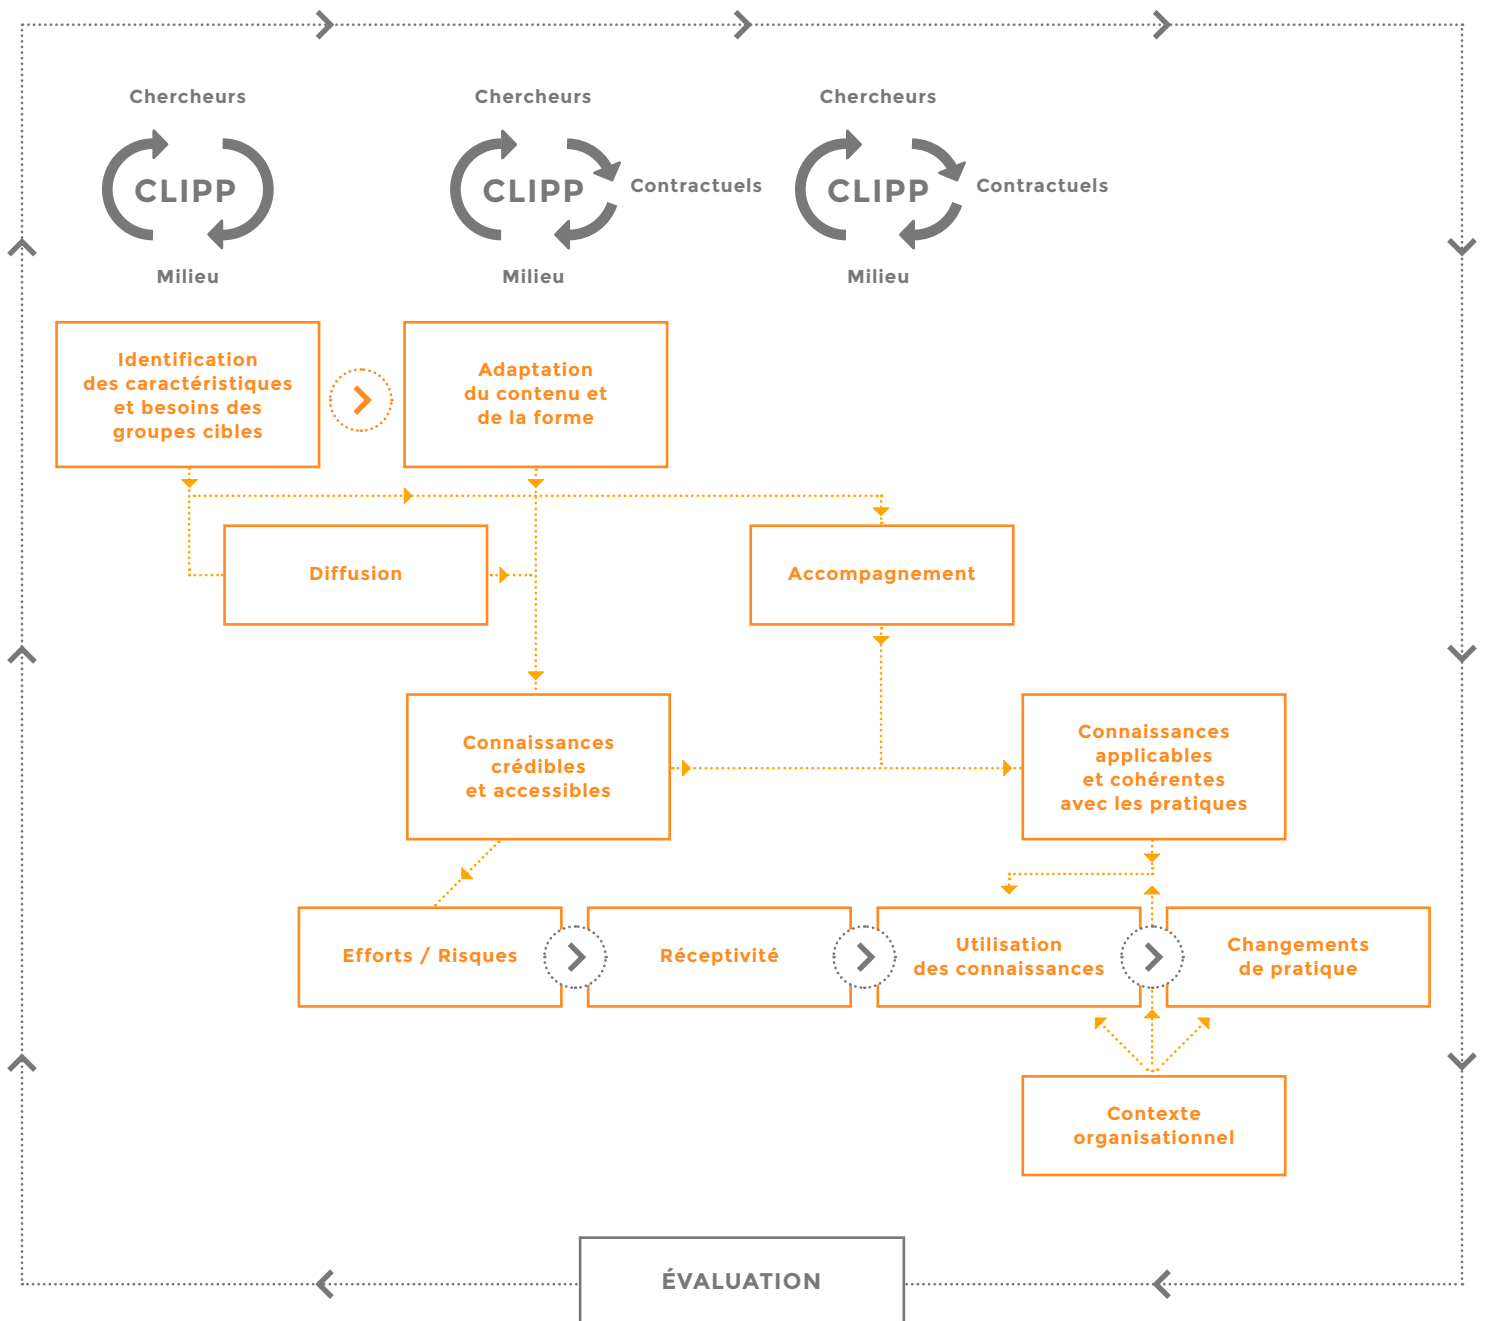 Chercheurs
CLIPP
Milieu
Chercheurs
CLIPP
Contractuels
Milieu
Chercheurs
CLIPP
Contractuels
Milieu
Identification
des caractéristiques
et besoins des
groupes cibles
Adaptation
du contenu et
de la forme
Diffusion
Accompagnement
Connaissances
crédibles
et accessibles
Connaissances
applicables
et cohérentes
avec les pratiques
Efforts / Risques
Réceptivité
Utilisation
des connaissances
Changements
de pratique
Contexte
organisationnel
ÉVALUATION